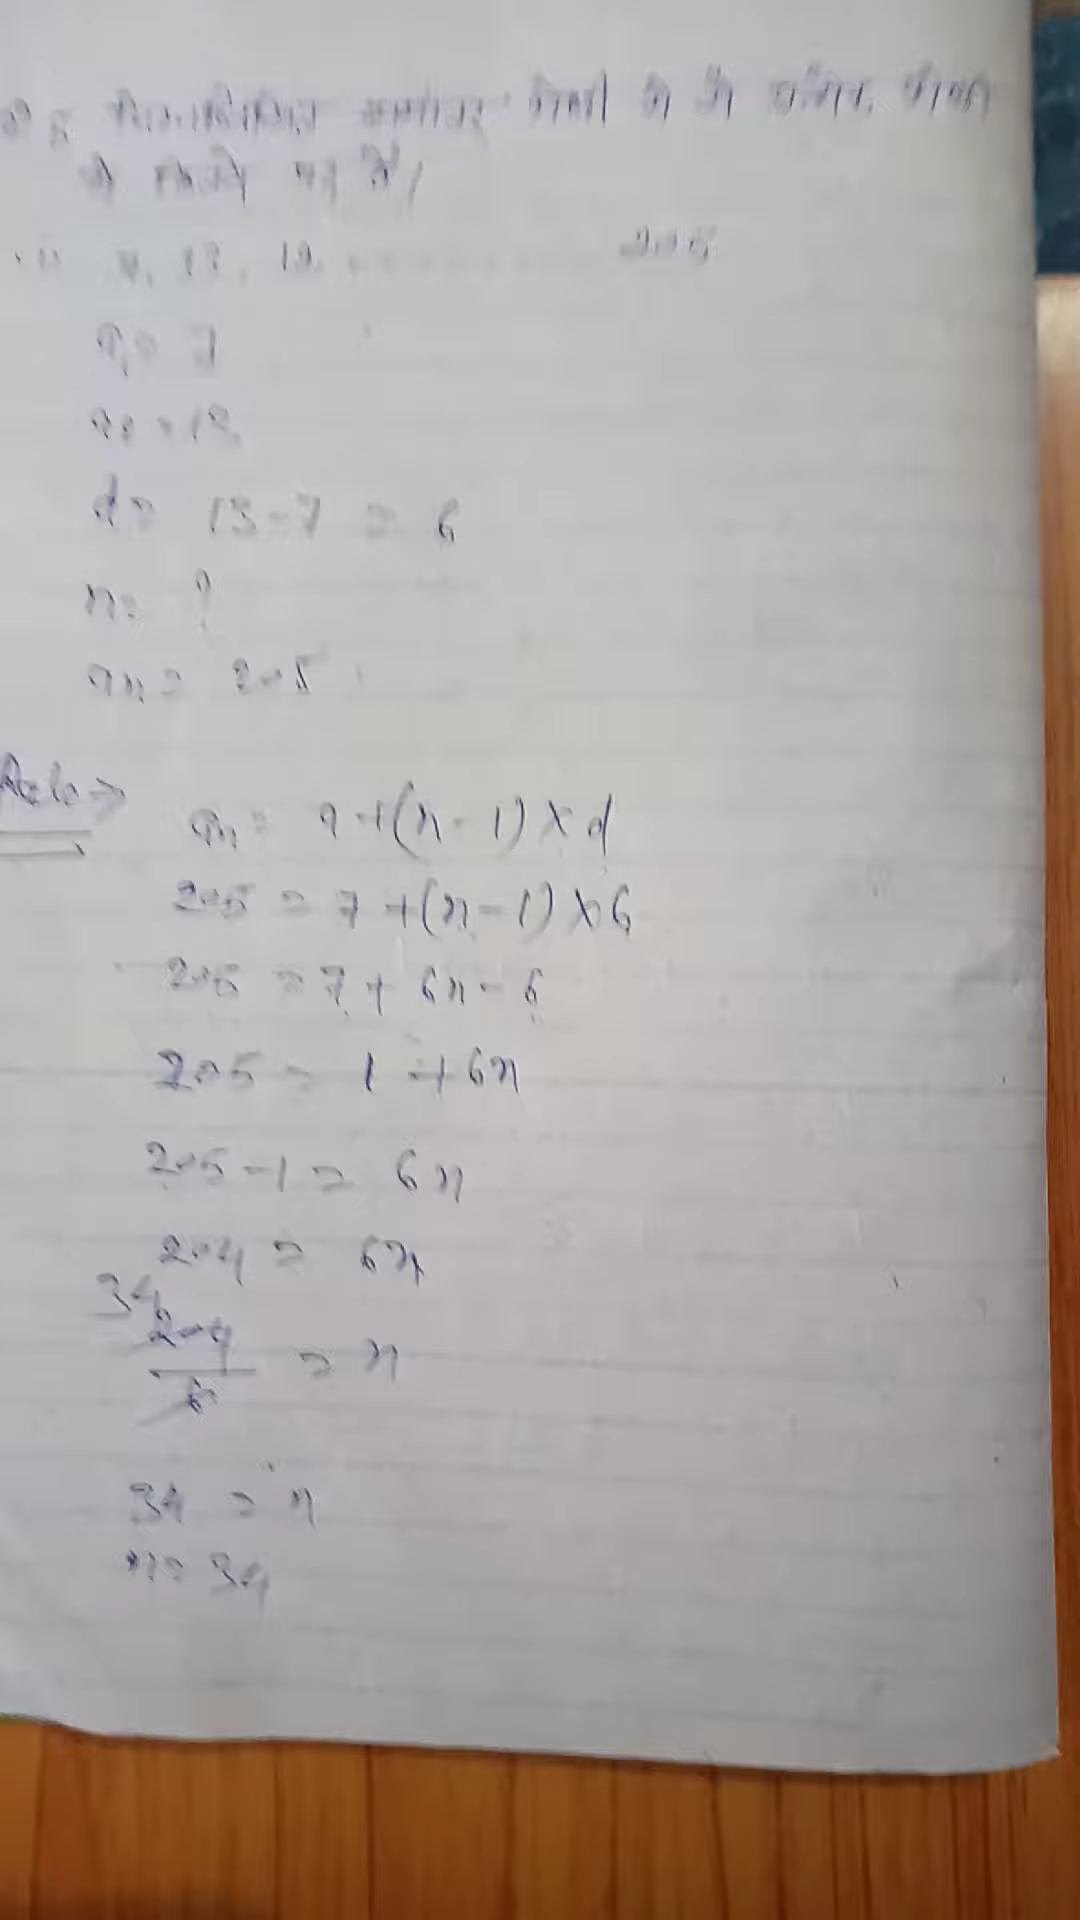 निम्नलिखित समांतर श्रेढ़ी में से प्रत्येक श्रेढ़ी
में कितने पद हैं।
(i) 7, 13, 19, .......... 205
a1 = 7
a2 = 13
d = 13 - 7 = 6
n = ?
an = 205
an = a + (n - 1) × d
205 = 7 + (n - 1) × 6
205 = 7 + 6n - 6
205 = 1 + 6n
205 - 1 = 6n
204 = 6n
34
204/6 = n
34 = n
n = 34